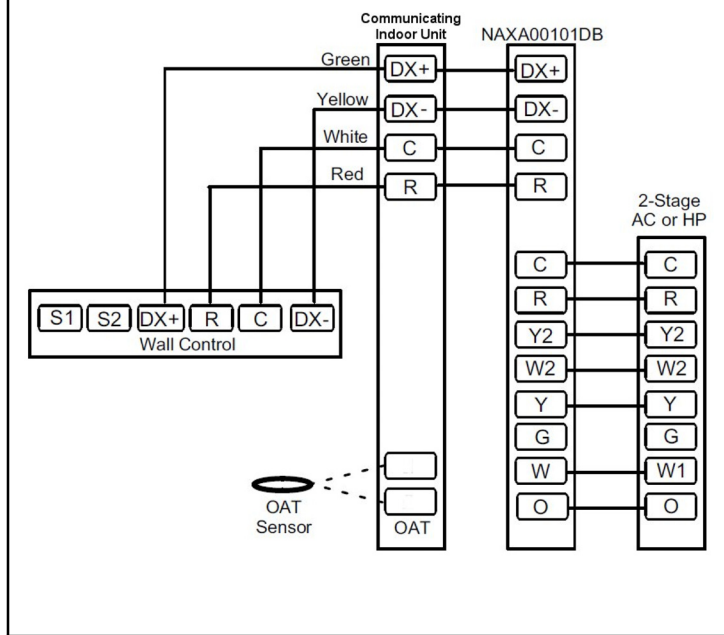 Communicating
Indoor Unit
NAXA00101DB
Green
DX+
DX+
Yellow
DX-
DX-
White
C
C
Red
R
R
2-Stage
AC or HP
C
C
R
R
S1
S2
DX+
R
C
DX-
Wall Control
Y2
Y2
W2
W2
Y
Y
G
G
W
W1
O
O
OAT
Sensor
OAT